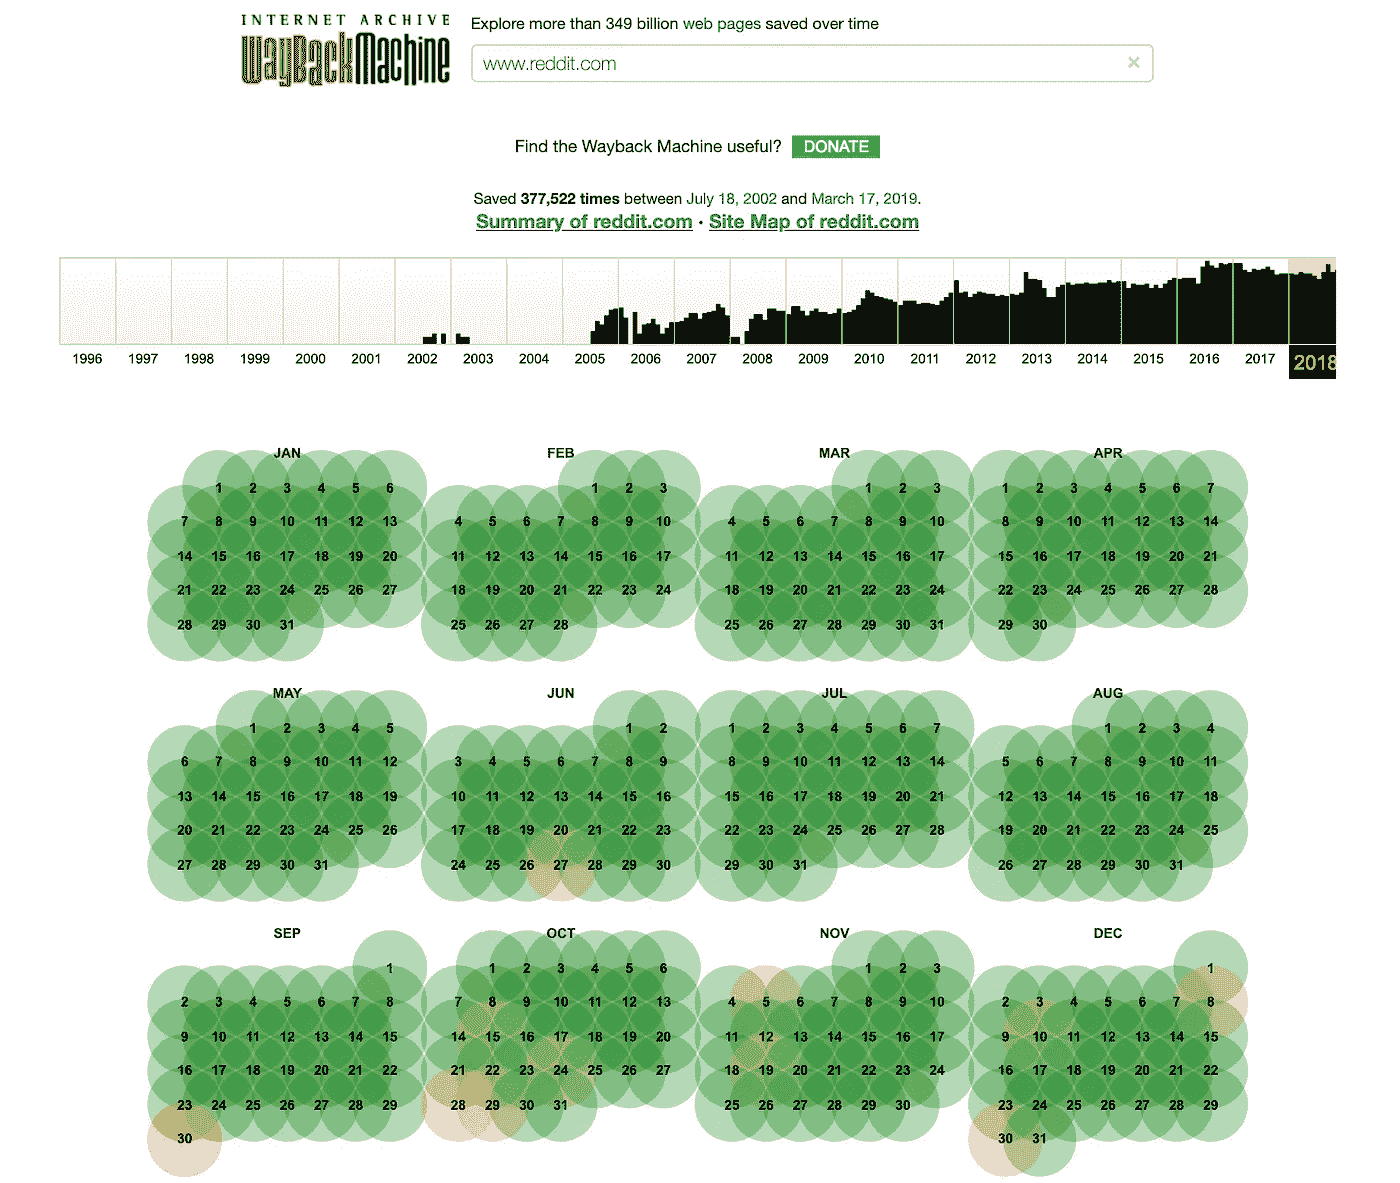 INTERNET ARCHIVE
WayBackMachine
Explore more than 349 billion web pages saved over time
www.reddit.com ×
Find the Wayback Machine useful? DONATE
Saved 377,522 times between July 18, 2002 and March 17, 2019.
Summary of reddit.com · Site Map of reddit.com
1996 1997 1998 1999 2000 2001 2002 2003 2004 2005 2006 2007 2008 2009 2010 2011 2012 2013 2014 2015 2016 2017 2018
JAN
1 2 3 4 5 6
7 8 9 10 11 12 13
14 15 16 17 18 19 20
21 22 23 24 25 26 27
28 29 30 31
FEB
1 2 3
4 5 6 7 8 9 10
11 12 13 14 15 16 17
18 19 20 21 22 23 24
25 26 27 28
MAR
1 2 3
4 5 6 7 8 9 10
11 12 13 14 15 16 17
18 19 20 21 22 23 24
25 26 27 28 29 30 31
APR
1 2 3 4 5 6 7
8 9 10 11 12 13 14
15 16 17 18 19 20 21
22 23 24 25 26 27 28
29 30
MAY
1 2 3 4 5
6 7 8 9 10 11 12
13 14 15 16 17 18 19
20 21 22 23 24 25 26
27 28 29 30 31
JUN
1 2
3 4 5 6 7 8 9
10 11 12 13 14 15 16
17 18 19 20 21 22 23
24 25 26 27 28 29 30
JUL
1 2 3 4 5 6 7
8 9 10 11 12 13 14
15 16 17 18 19 20 21
22 23 24 25 26 27 28
29 30 31
AUG
1 2 3 4
5 6 7 8 9 10 11
12 13 14 15 16 17 18
19 20 21 22 23 24 25
26 27 28 29 30 31
SEP
1
2 3 4 5 6 7 8
9 10 11 12 13 14 15
16 17 18 19 20 21 22
23 24 25 26 27 28 29
30
OCT
1 2 3 4 5 6
7 8 9 10 11 12 13
14 15 16 17 18 19 20
21 22 23 24 25 26 27
28 29 30 31
NOV
1 2 3
4 5 6 7 8 9 10
11 12 13 14 15 16 17
18 19 20 21 22 23 24
25 26 27 28 29 30
DEC
1
2 3 4 5 6 7 8
9 10 11 12 13 14 15
16 17 18 19 20 21 22
23 24 25 26 27 28 29
30 31